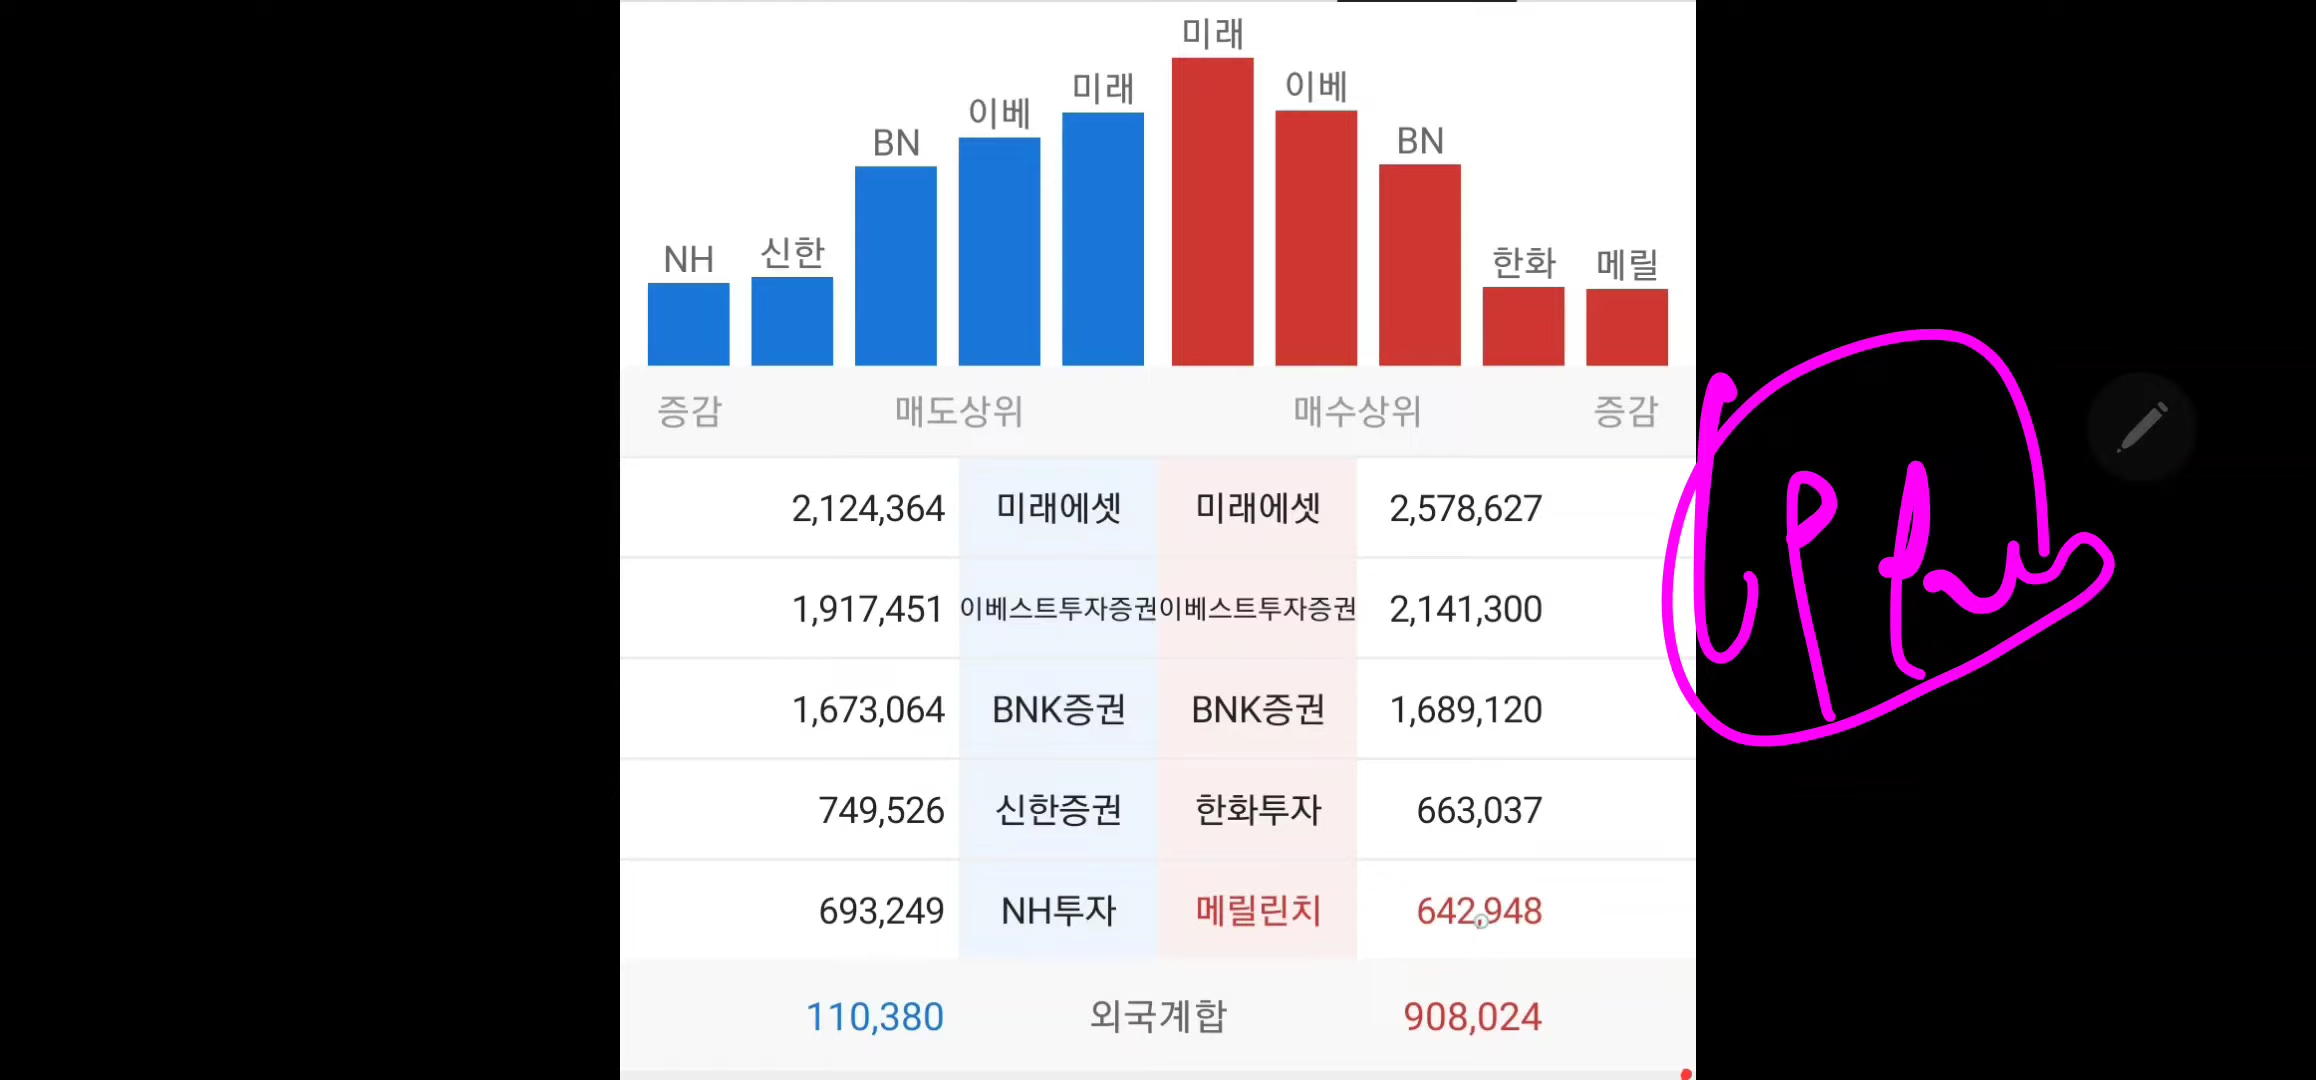 미래
이베
미래
이베
BN
BN
NH
신한
한화
메릴
증감 매도상위 매수상위 증감
2,124,364 미래에셋 미래에셋 2,578,627
1,917,451 이베스트투자증권 이베스트투자증권 2,141,300
1,673,064 BNK증권 BNK증권 1,689,120
749,526 신한증권 한화투자 663,037
693,249 NH투자 메릴린치 642,948
110,380 외국계합 908,024